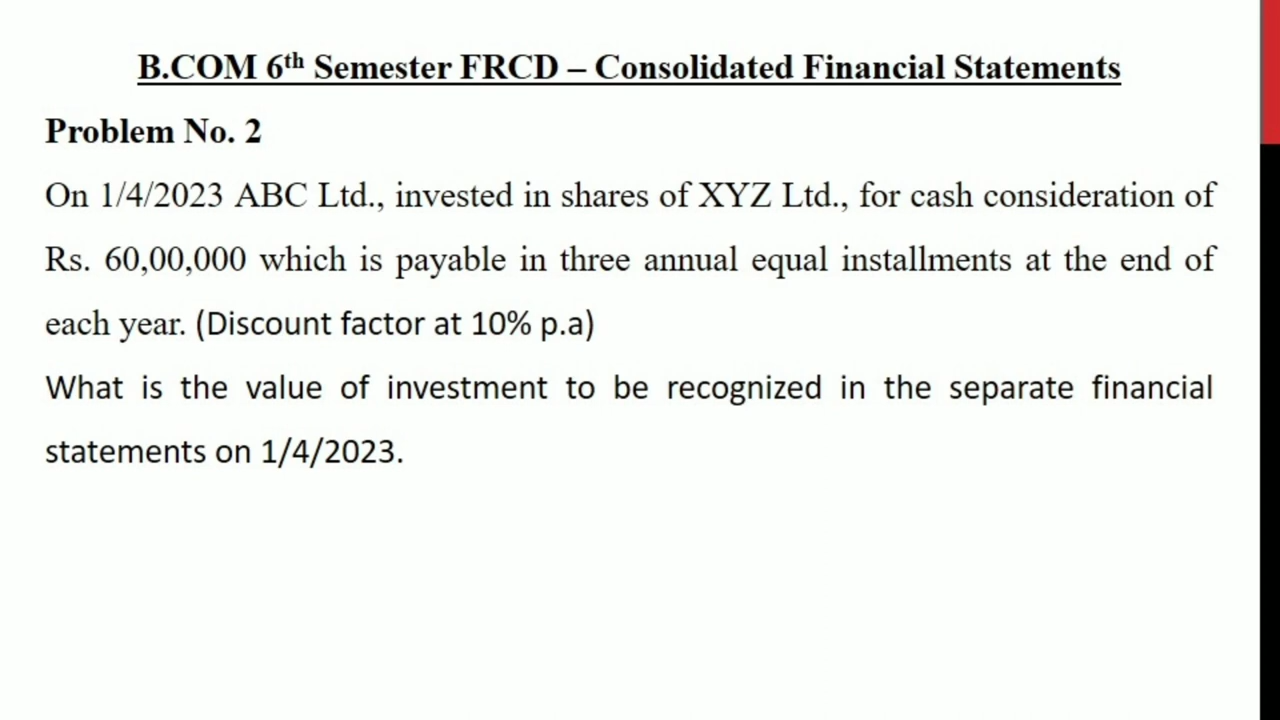 B.COM 6th Semester FRCD – Consolidated Financial Statements
Problem No. 2
On 1/4/2023 ABC Ltd., invested in shares of XYZ Ltd., for cash consideration of
Rs. 60,00,000 which is payable in three annual equal installments at the end of
each year. (Discount factor at 10% p.a)
What is the value of investment to be recognized in the separate financial
statements on 1/4/2023.